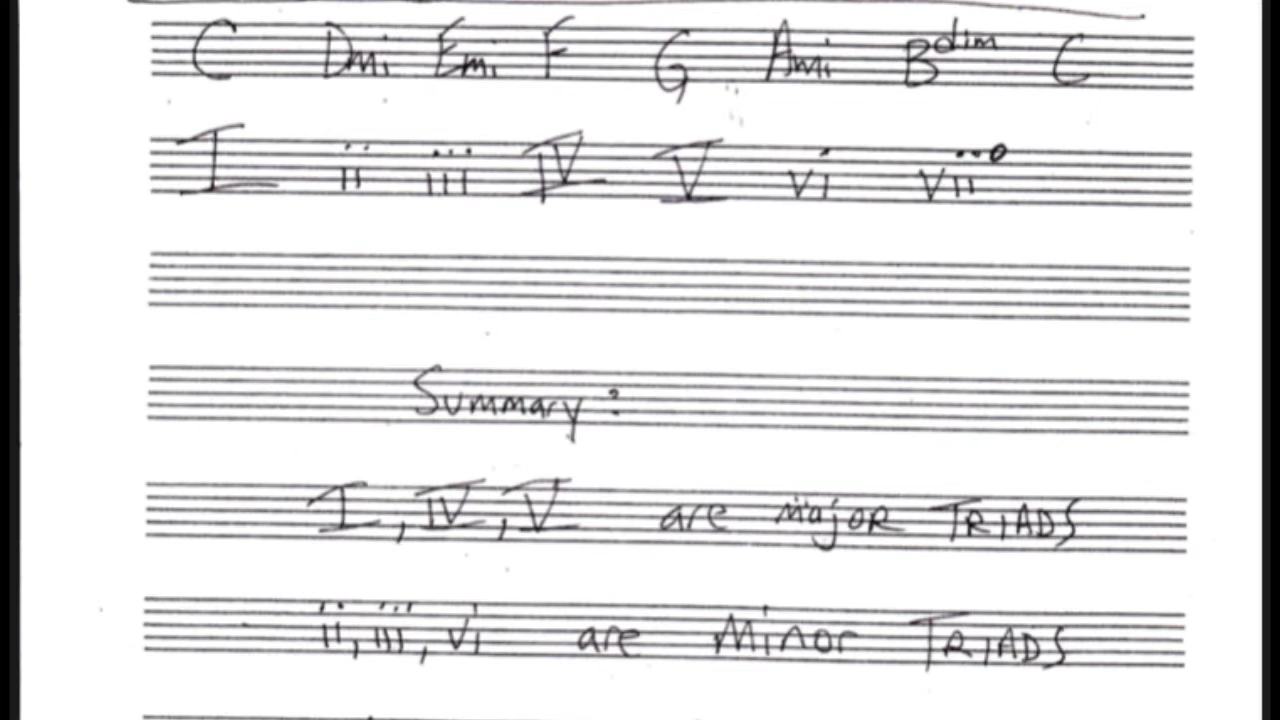 C Dmi Emi F G Ami Bdim C
I ii iii IV V vi vii°
Summary:
I, IV, V are major TRIADS
ii, iii, vi are Minor TRIADS